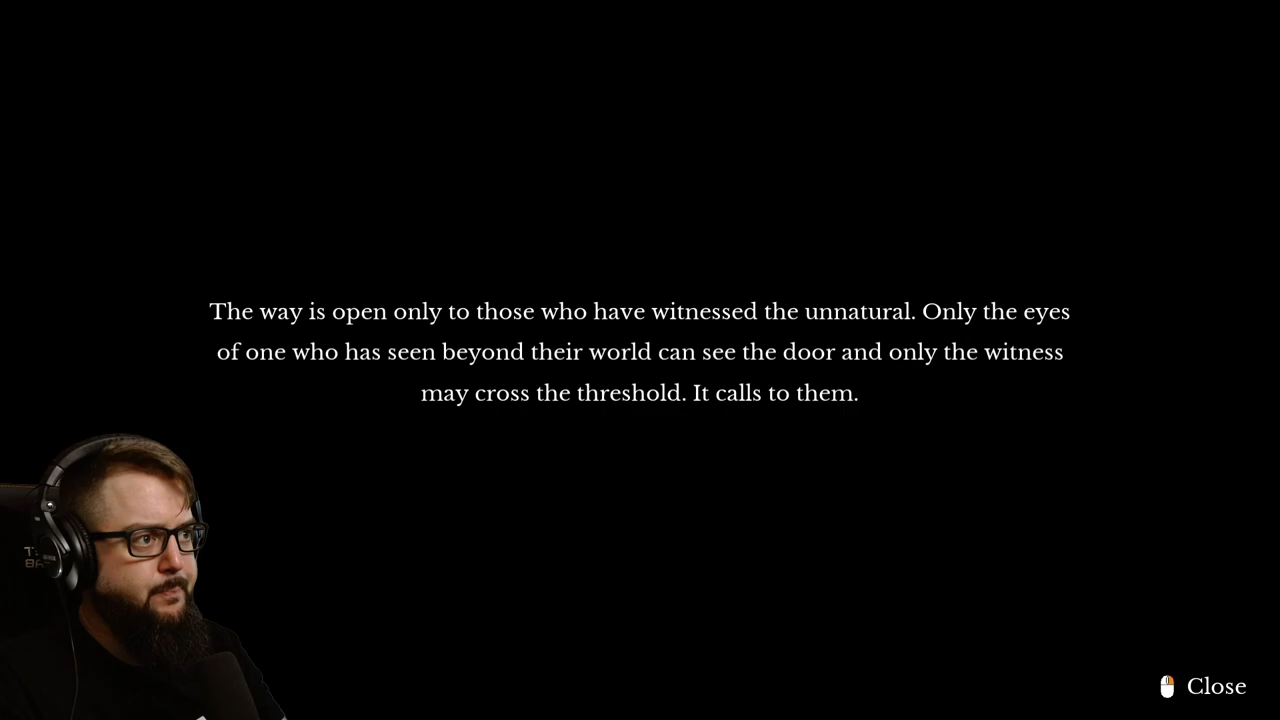 The way is open only to those who have witnessed the unnatural. Only the eyes
of one who has seen beyond their world can see the door and only the witness
may cross the threshold. It calls to them.
Close